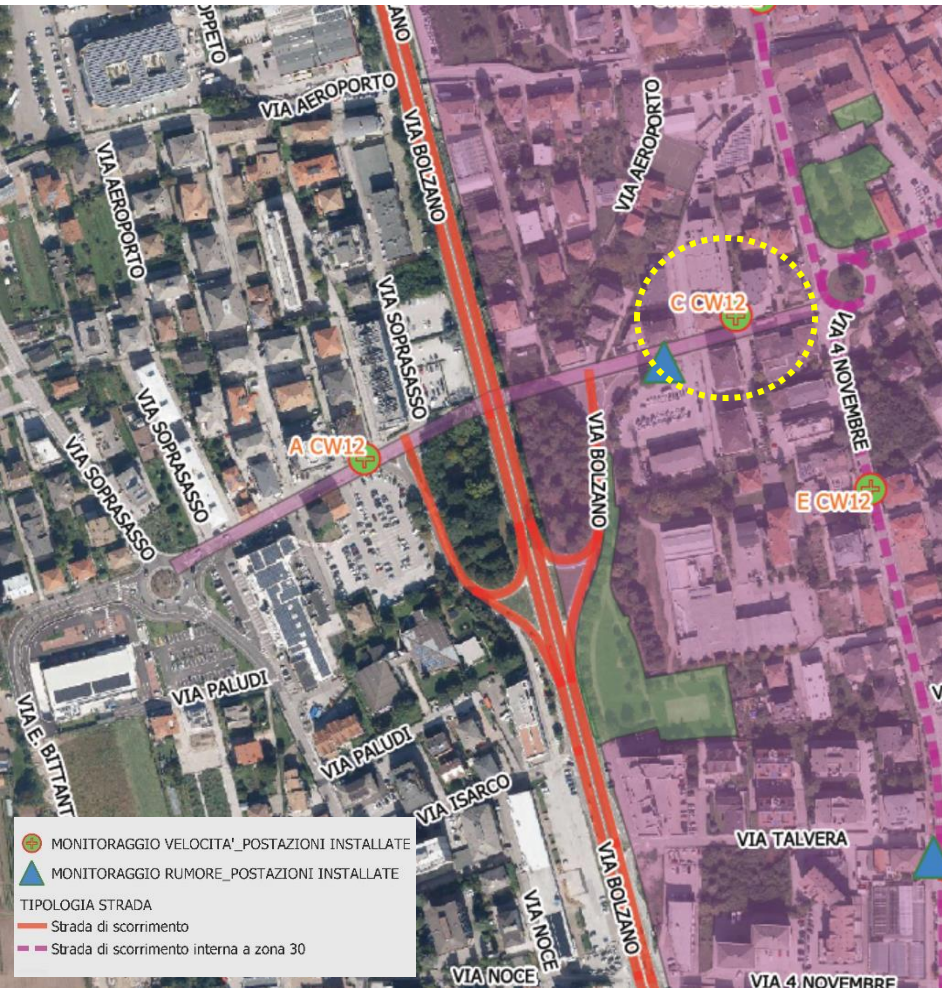 VIA AEROPORTO
VIA BOLZANO
VIA AEROPORTO
VIA AEROPORTO
VIA SOPRASASSO
C CW12
VIA 4 NOVEMBRE
VIA SOPRASASSO
VIA SOPRASASSO
A CW12
VIA BOLZANO
E CW12
VIA PALUDI
VIA PALUDI
VIA E. BITTANT
VIA ISARCO
VIA TALVERA
VIA BOLZANO
VIA NOCE
VIA NOCE
VIA 4 NOVEMBRE
MONITORAGGIO VELOCITA'_POSTAZIONI INSTALLATE
MONITORAGGIO RUMORE_POSTAZIONI INSTALLATE
TIPOLOGIA STRADA
Strada di scorrimento
Strada di scorrimento interna a zona 30